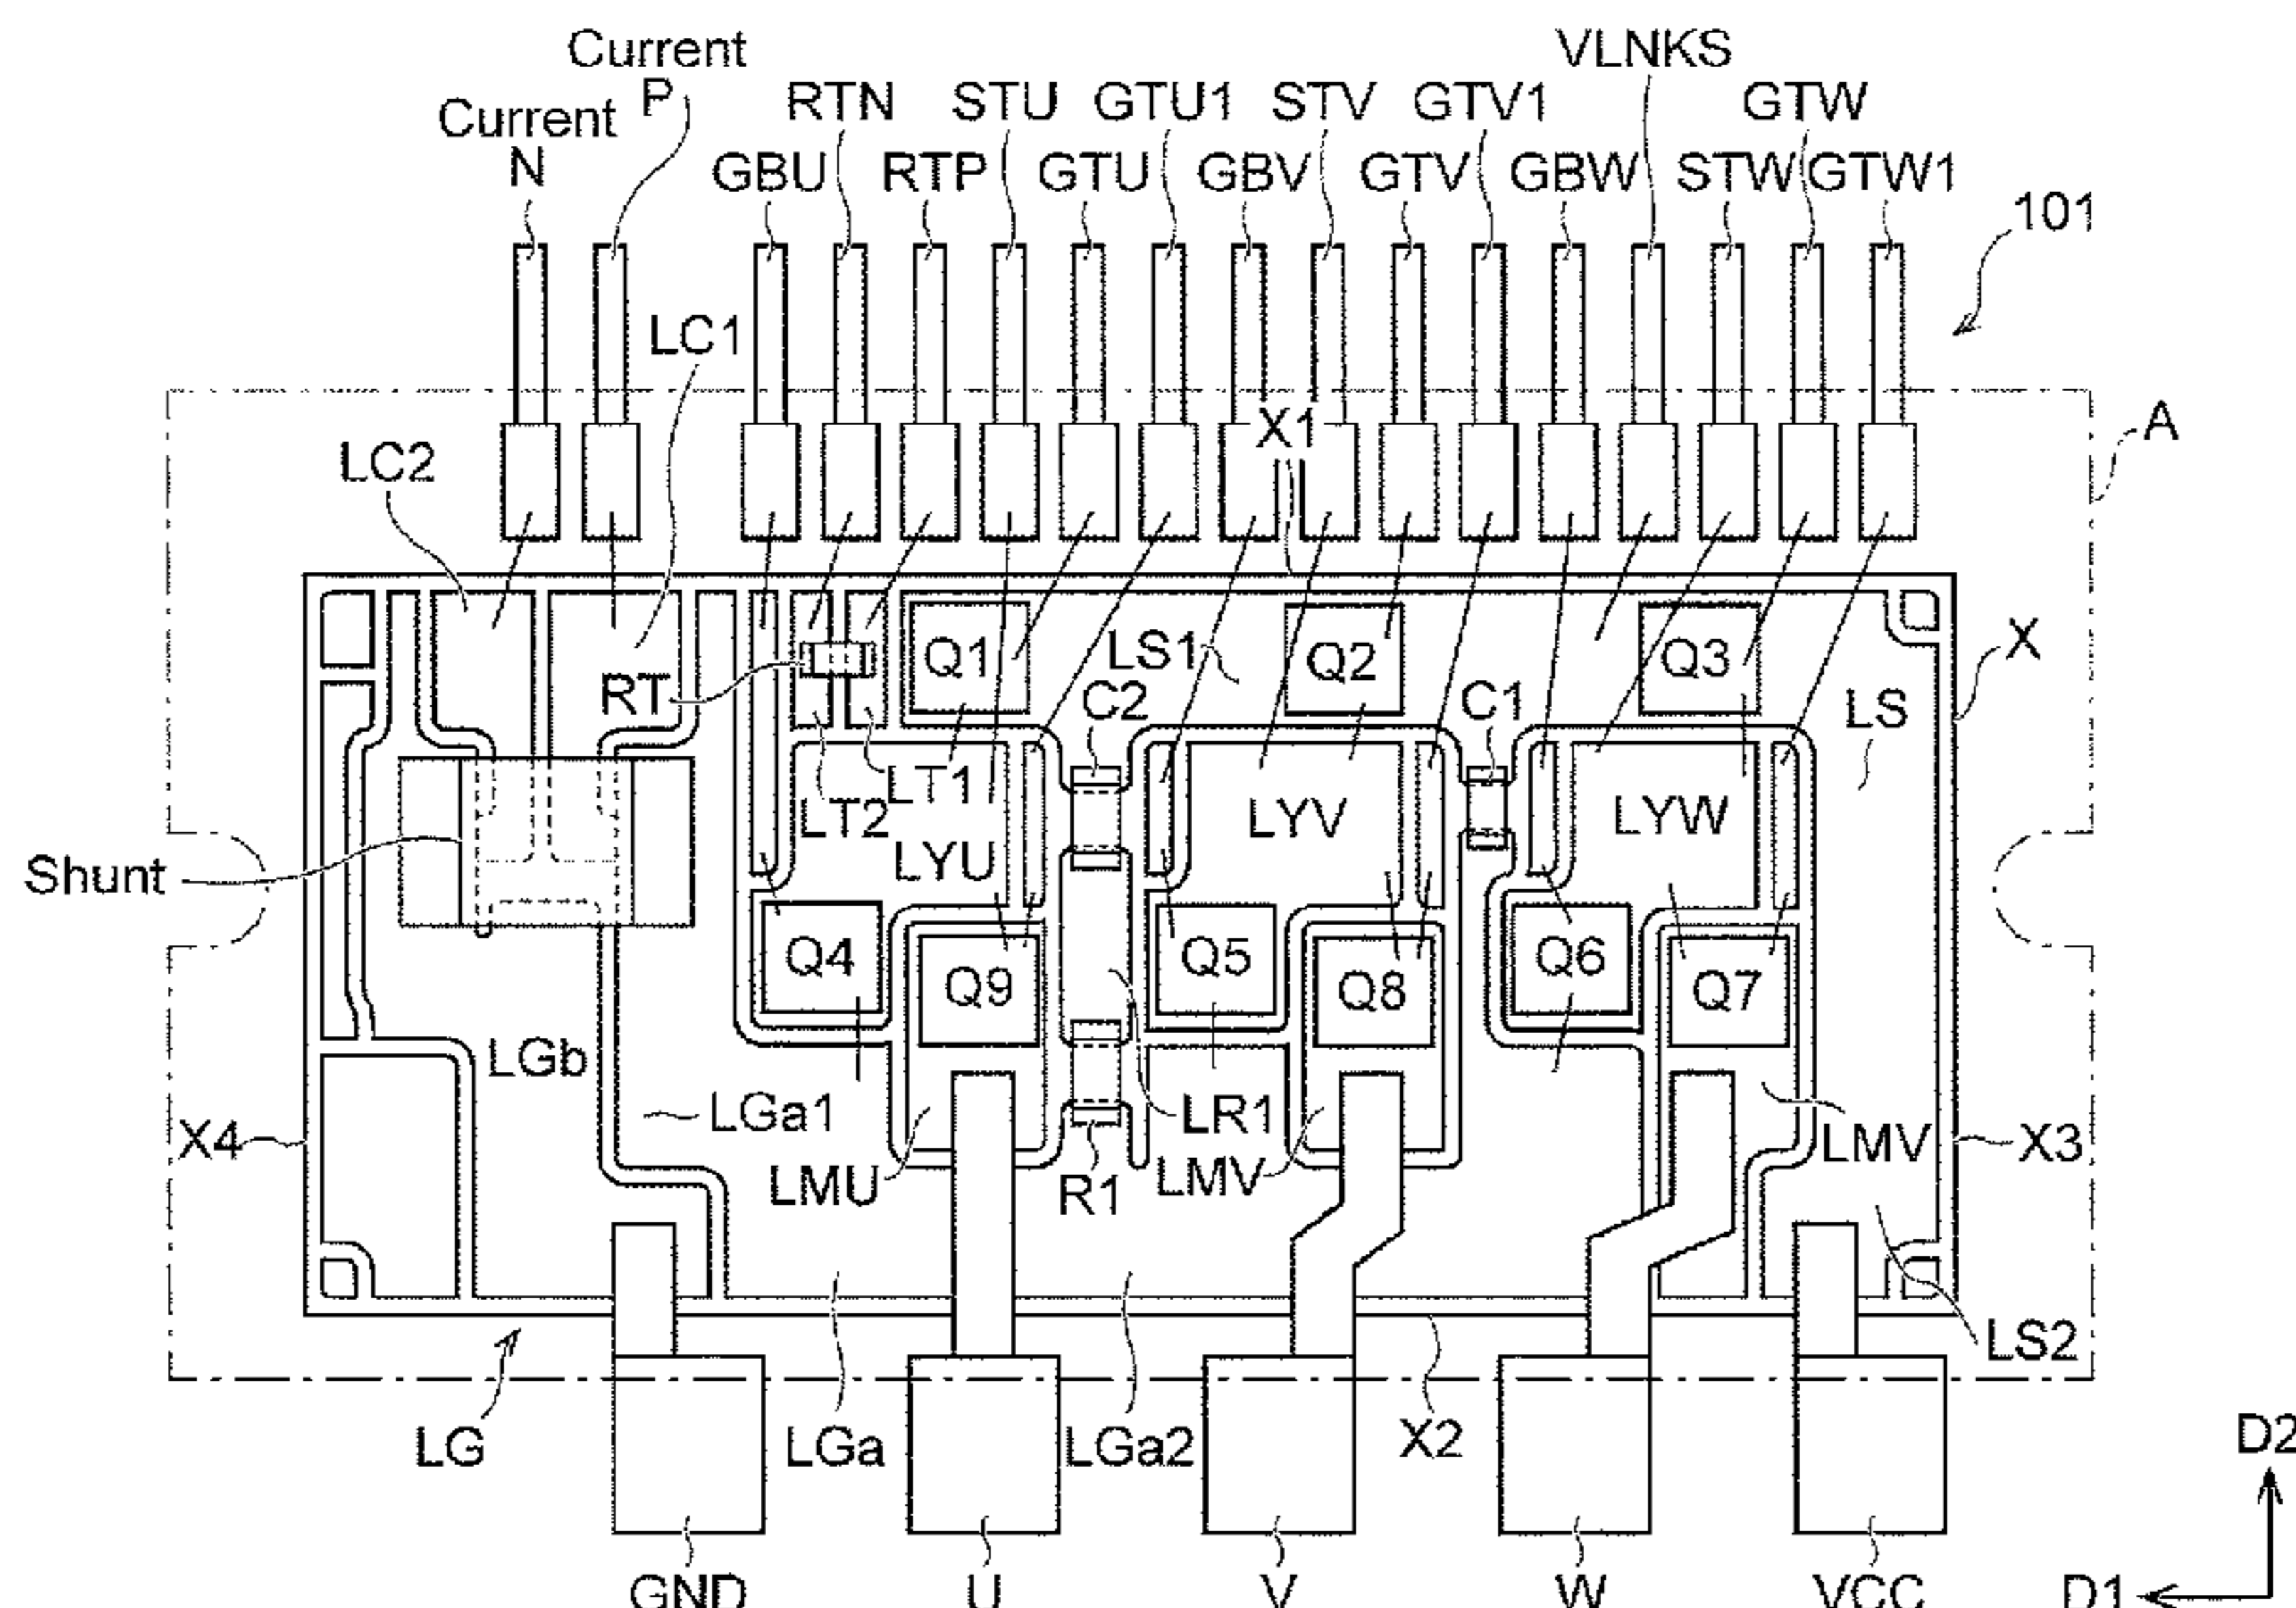 Current
P
VLNKS
Current
N
RTN
STU
GTU1
STV
GTV1
GTW
GBU
RTP
GTU
GBV
GTV
GBW
STW
GTW1
101
LC1
X1
A
LC2
Q1
LS1
Q2
Q3
X
RT
C2
C1
LS
LT1
LT2
LYU
LYV
LYW
Shunt
Q4
Q9
Q5
Q8
Q6
Q7
LGb
LGa1
LR1
X4
LMU
R1
LMV
LMV
X3
LS2
LG
LGa
LGa2
X2
D2
GND
U
V
W
VCC
D1